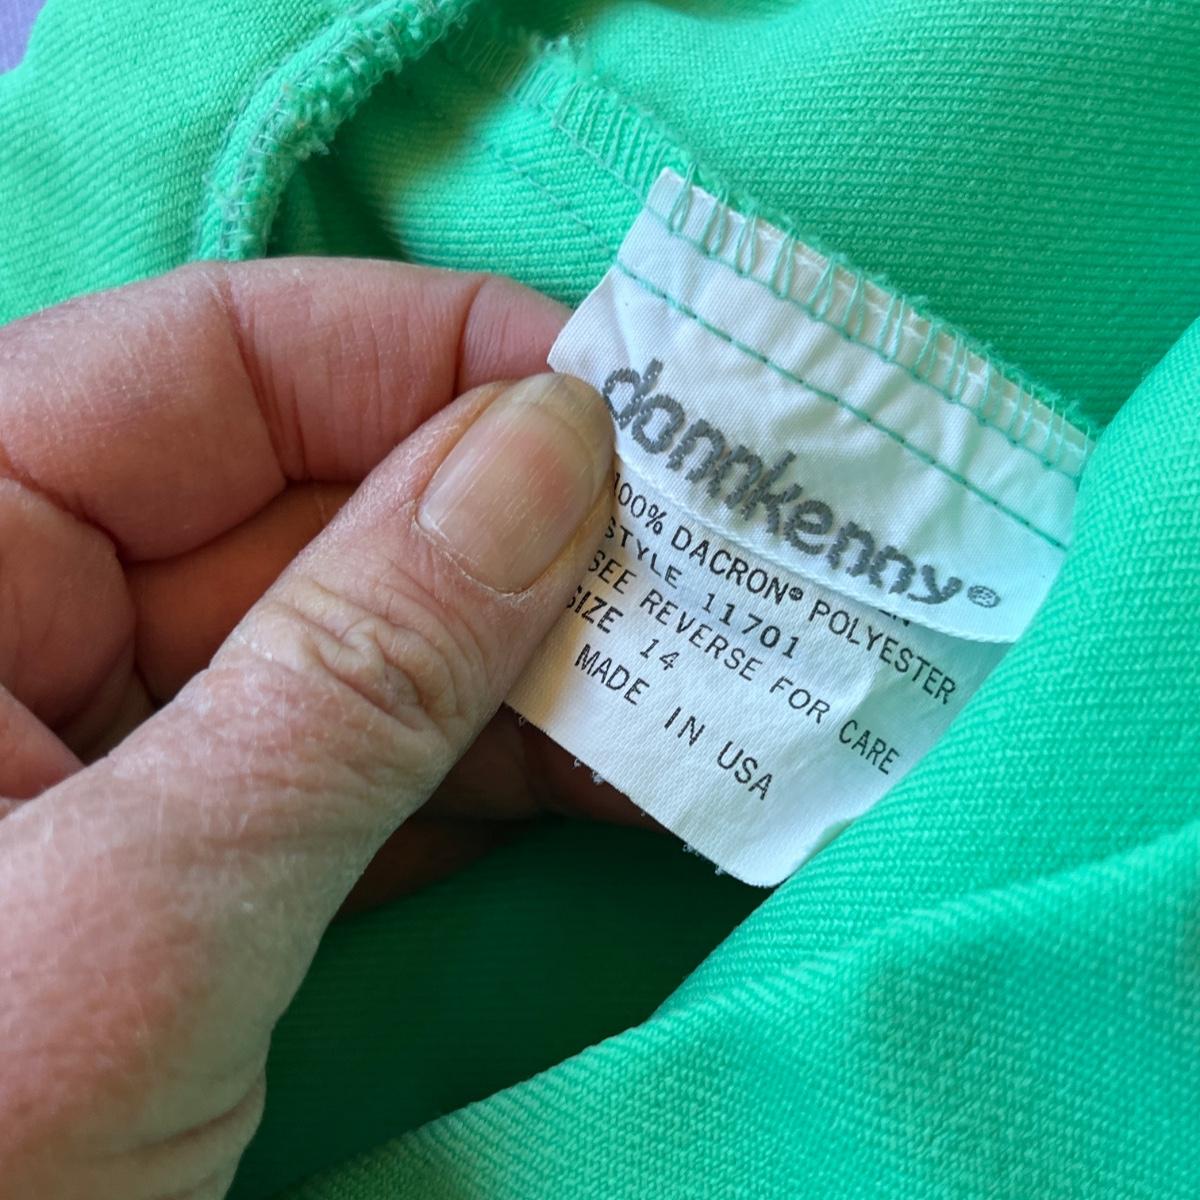 donnkenny®
100% DACRON® POLYESTER
STYLE 11701
SEE REVERSE FOR CARE
SIZE 14
MADE IN USA